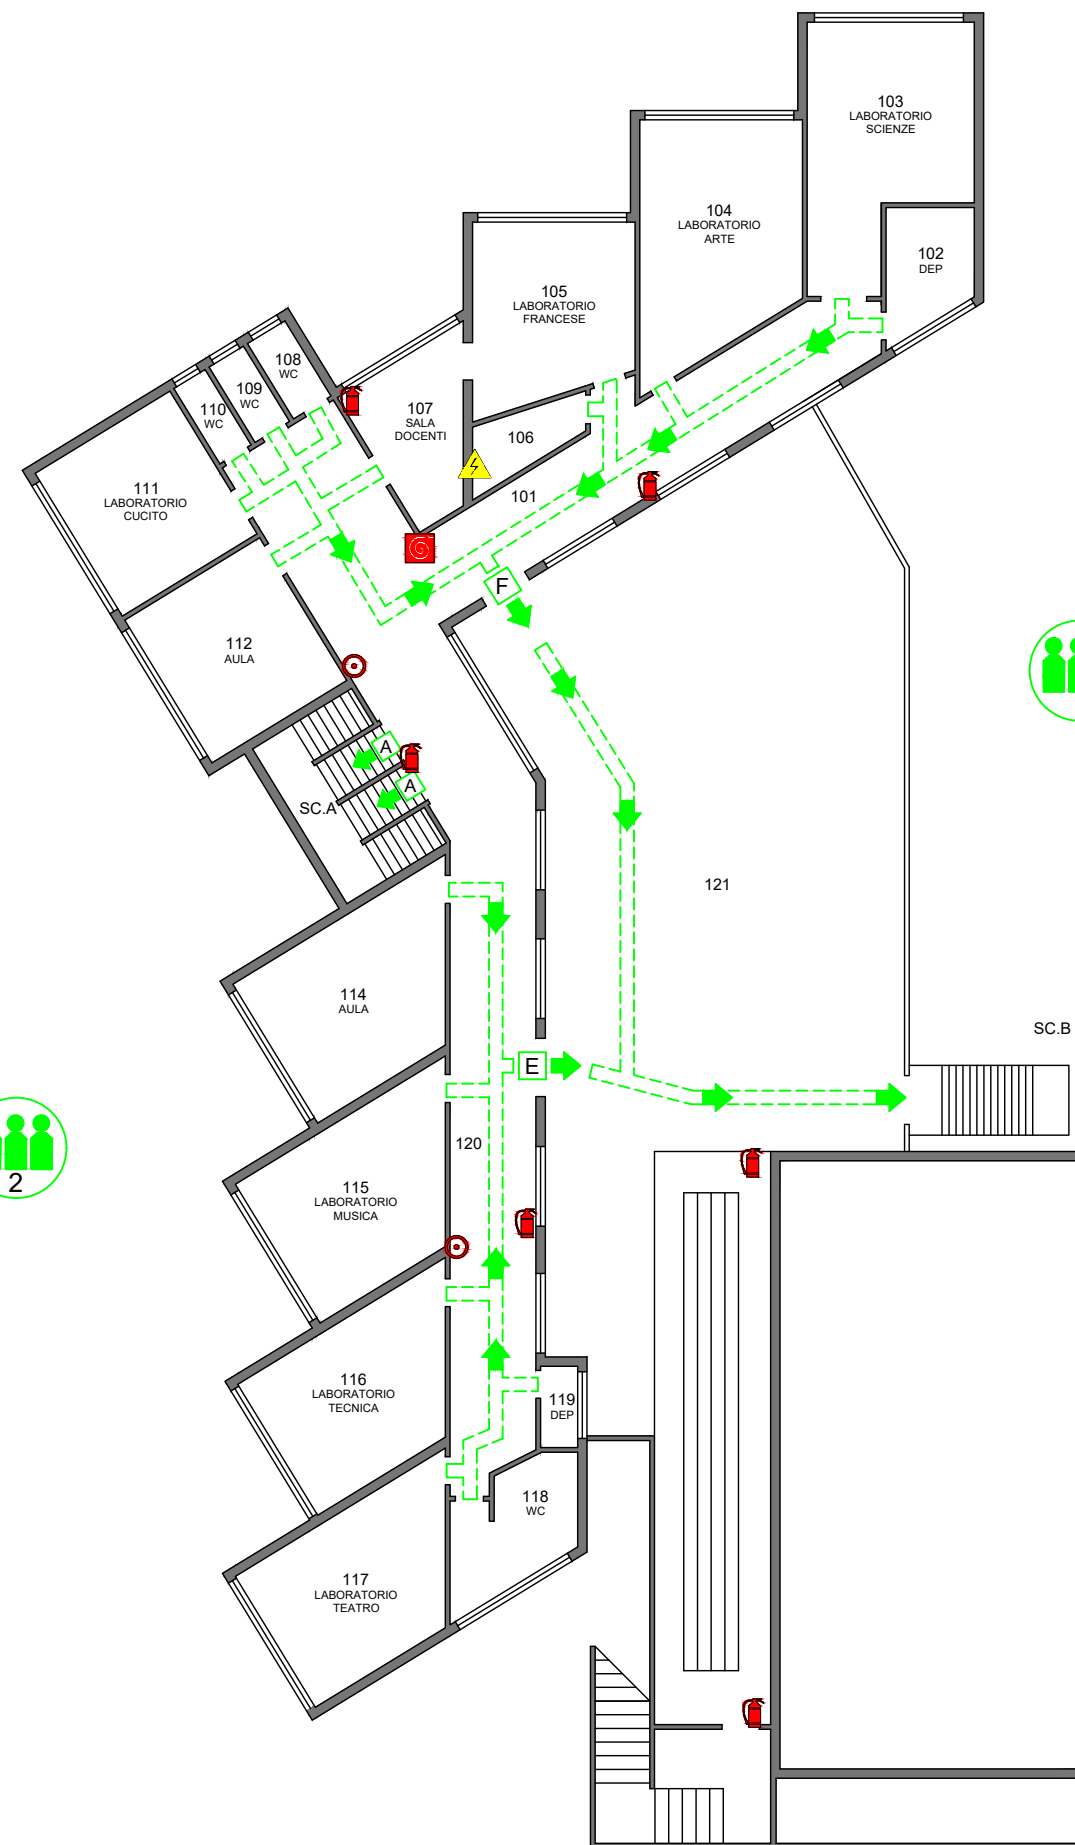 103
LABORATORIO
SCIENZE
104
LABORATORIO
ARTE
102
DEP
105
LABORATORIO
FRANCESE
108
WC
109
WC
110
WC
107
SALA
DOCENTI
106
101
111
LABORATORIO
CUCITO
F
112
AULA
A
A
SC.A
121
114
AULA
SC.B
E
120
2
115
LABORATORIO
MUSICA
116
LABORATORIO
TECNICA
119
DEP
118
WC
117
LABORATORIO
TEATRO